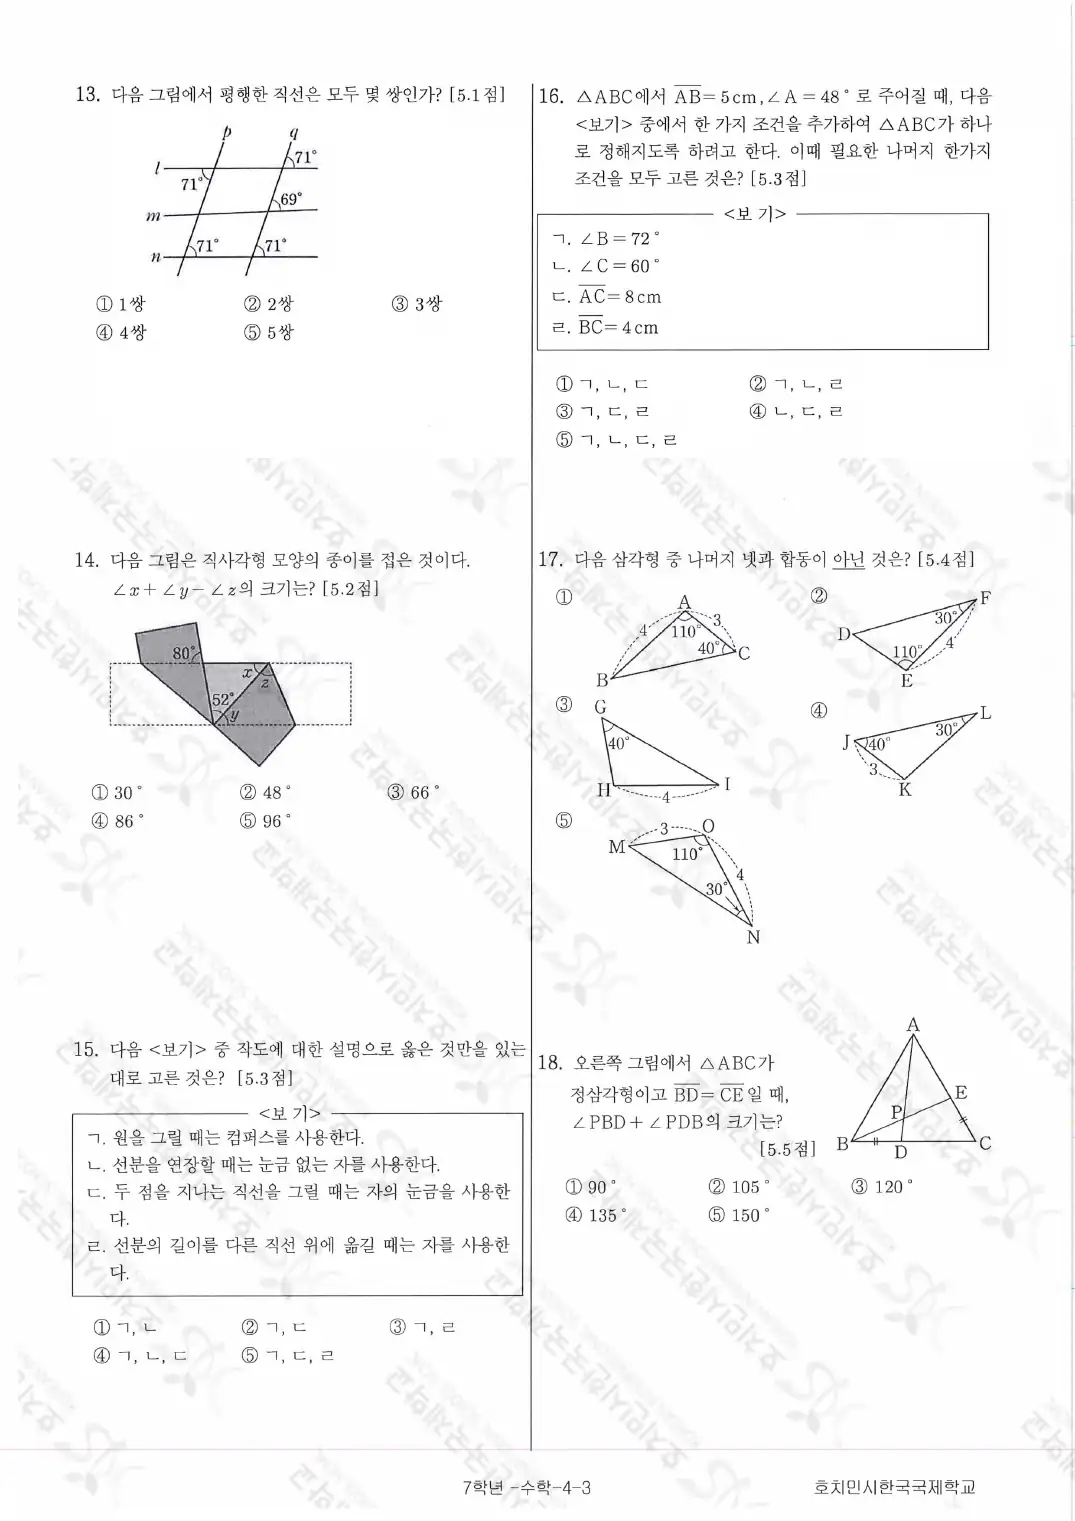 13. 다음 그림에서 평행한 직선은 모두 몇 쌍인가? [5.1점]
p q
l 71°
71°
69°
m
n 71° 71°
① 1쌍 ② 2쌍 ③ 3쌍
④ 4쌍 ⑤ 5쌍
14. 다음 그림은 직사각형 모양의 종이를 접은 것이다.
∠x+∠y-∠z의 크기는? [5.2점]
80° x z
52° y
① 30° ② 48° ③ 66°
④ 86° ⑤ 96°
15. 다음 <보기> 중 작도에 대한 설명으로 옳은 것만을 있는
대로 고른 것은? [5.3점]
<보 기>
ㄱ. 원을 그릴 때는 컴퍼스를 사용한다.
ㄴ. 선분을 연장할 때는 눈금 없는 자를 사용한다.
ㄷ. 두 점을 지나는 직선을 그릴 때는 자의 눈금을 사용한
다.
ㄹ. 선분의 길이를 다른 직선 위에 옮길 때는 자를 사용한
다.
① ㄱ, ㄴ ② ㄱ, ㄷ ③ ㄱ, ㄹ
④ ㄱ, ㄴ, ㄷ ⑤ ㄱ, ㄷ, ㄹ
16. △ABC에서 AB=5cm,∠A=48°로 주어질 때, 다음
<보기> 중에서 한 가지 조건을 추가하여 △ABC가 하나
로 정해지도록 하려고 한다. 이때 필요한 나머지 한가지
조건을 모두 고른 것은? [5.3점]
<보 기>
ㄱ. ∠B=72°
ㄴ. ∠C=60°
ㄷ. AC=8cm
ㄹ. BC=4cm
① ㄱ, ㄴ, ㄷ ② ㄱ, ㄴ, ㄹ
③ ㄱ, ㄷ, ㄹ ④ ㄴ, ㄷ, ㄹ
⑤ ㄱ, ㄴ, ㄷ, ㄹ
17. 다음 삼각형 중 나머지 넷과 합동이 아닌 것은? [5.4점]
① A 4 3 110° 40° B C
② D 30° F 110° 4 E
③ G 40° H 4 I
④ J 40° 30° L 3 K
⑤ M 3 O 110° 4 30° N
18. 오른쪽 그림에서 △ABC가
정삼각형이고 BD=CE일 때,
∠PBD+∠PDB의 크기는?
[5.5점]
A
E
P
B D C
① 90° ② 105° ③ 120°
④ 135° ⑤ 150°
7학년 -수학-4-3
호치민시한국국제학교